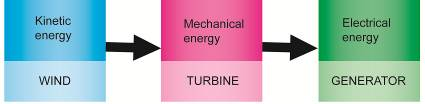 Kinetic
energy
WIND
Mechanical
energy
TURBINE
Electrical
energy
GENERATOR